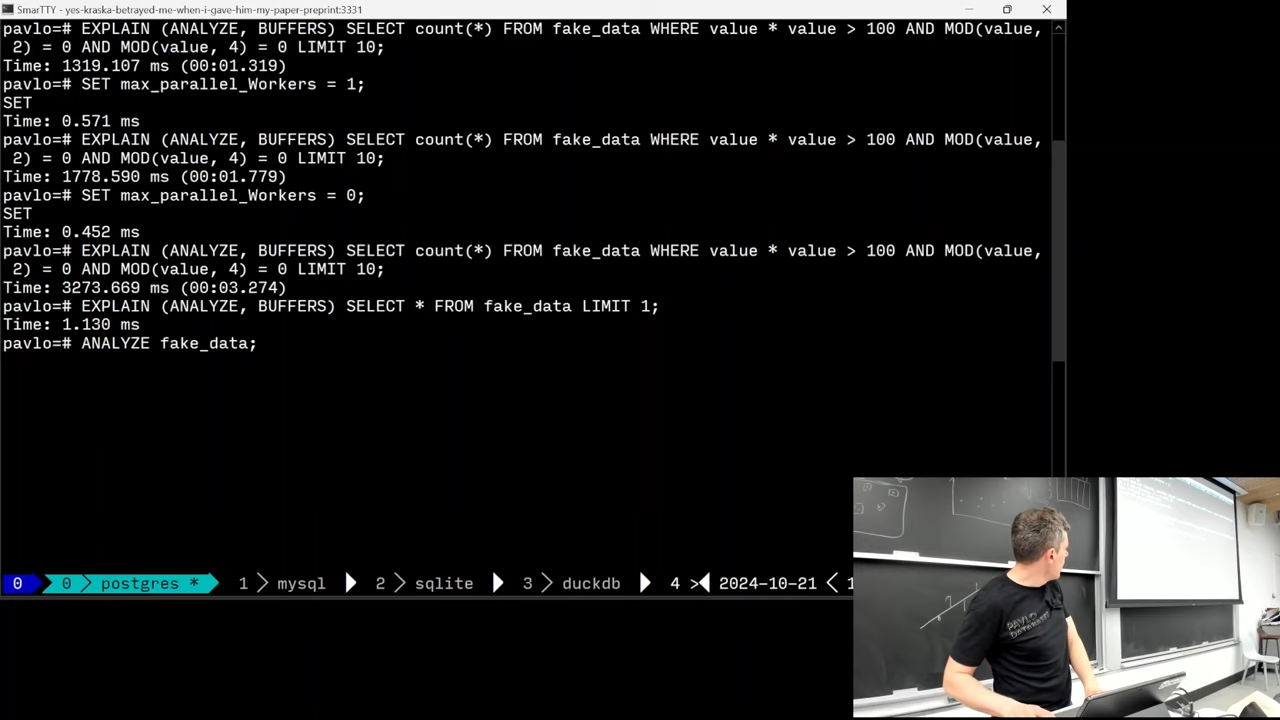 SmarTTY - yes-kraska-betrayed-me-when-i-gave-him-my-paper-preprint:3331
pavlo=# EXPLAIN (ANALYZE, BUFFERS) SELECT count(*) FROM fake_data WHERE value * value > 100 AND MOD(value,
2) = 0 AND MOD(value, 4) = 0 LIMIT 10;
Time: 1319.107 ms (00:01.319)
pavlo=# SET max_parallel_Workers = 1;
SET
Time: 0.571 ms
pavlo=# EXPLAIN (ANALYZE, BUFFERS) SELECT count(*) FROM fake_data WHERE value * value > 100 AND MOD(value,
2) = 0 AND MOD(value, 4) = 0 LIMIT 10;
Time: 1778.590 ms (00:01.779)
pavlo=# SET max_parallel_Workers = 0;
SET
Time: 0.452 ms
pavlo=# EXPLAIN (ANALYZE, BUFFERS) SELECT count(*) FROM fake_data WHERE value * value > 100 AND MOD(value,
2) = 0 AND MOD(value, 4) = 0 LIMIT 10;
Time: 3273.669 ms (00:03.274)
pavlo=# EXPLAIN (ANALYZE, BUFFERS) SELECT * FROM fake_data LIMIT 1;
Time: 1.130 ms
pavlo=# ANALYZE fake_data;
0 0 postgres * 1 mysql 2 sqlite 3 duckdb 4 > 2024-10-21 1
PAVLO